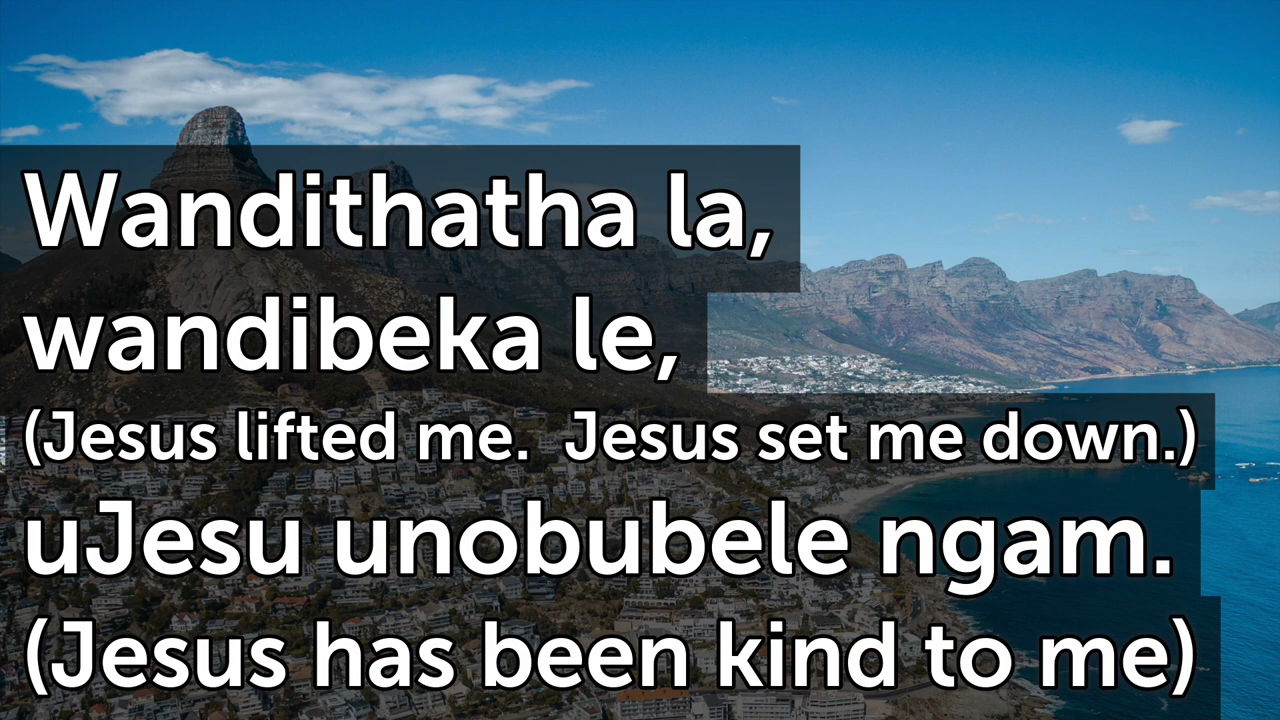 Wandithatha la,
wandibeka le,
(Jesus lifted me.  Jesus set me down.)
uJesu unobubele ngam.
(Jesus has been kind to me)